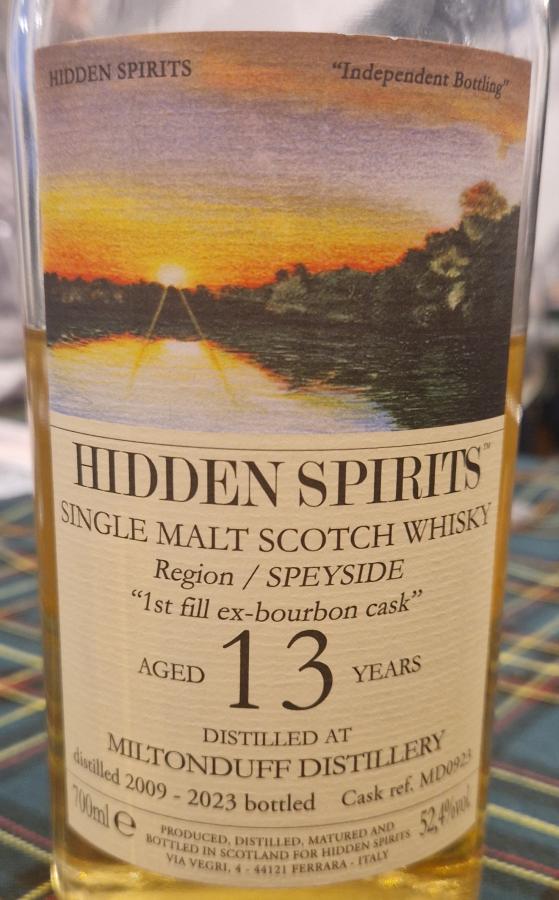 HIDDEN SPIRITS
"Independent Bottling"
HIDDEN SPIRITS™
SINGLE MALT SCOTCH WHISKY
Region / SPEYSIDE
"1st fill ex-bourbon cask"
AGED 13 YEARS
DISTILLED AT
MILTONDUFF DISTILLERY
distilled 2009 - 2023 bottled Cask ref. MD0923
700ml e PRODUCED, DISTILLED, MATURED AND 52,4%vol.
BOTTLED IN SCOTLAND FOR HIDDEN SPIRITS
VIA VEGRI, 4 - 44121 FERRARA - ITALY